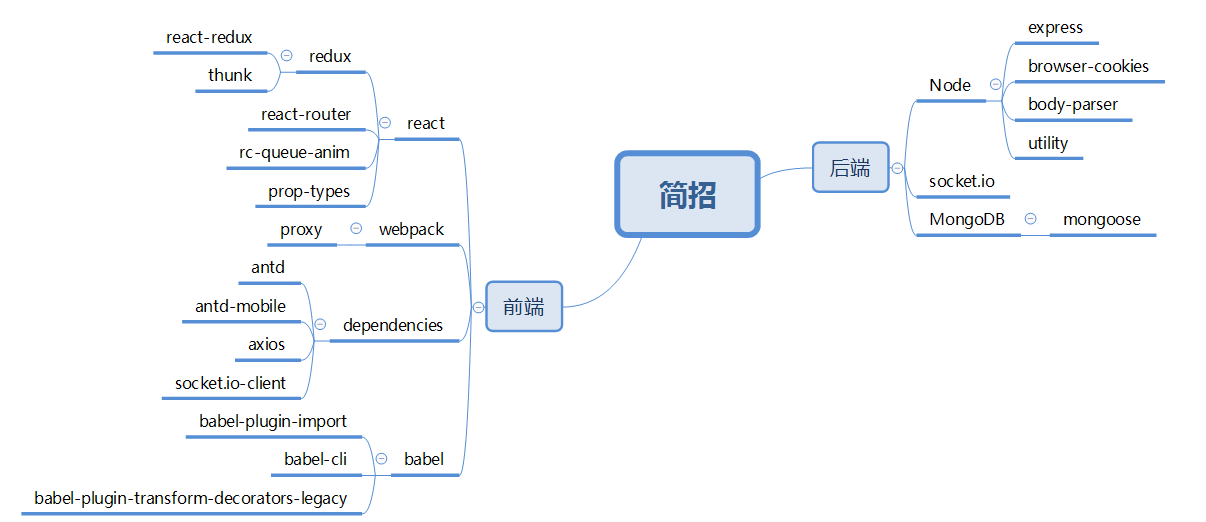 简招
后端
Node
express
browser-cookies
body-parser
utility
socket.io
MongoDB
mongoose
前端
react
redux
react-redux
thunk
react-router
rc-queue-anim
prop-types
webpack
proxy
dependencies
antd
antd-mobile
axios
socket.io-client
babel
babel-plugin-import
babel-cli
babel-plugin-transform-decorators-legacy